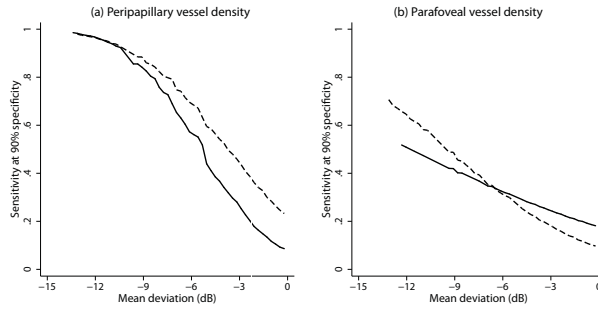 (a) Peripapillary vessel density
Sensitivity at 90% specificity
1
.8
.6
.4
.2
0
−15 −12 −9 −6 −3 0
Mean deviation (dB)
(b) Parafoveal vessel density
Sensitivity at 90% specificity
1
.8
.6
.4
.2
0
−15 −12 −9 −6 −3 0
Mean deviation (dB)